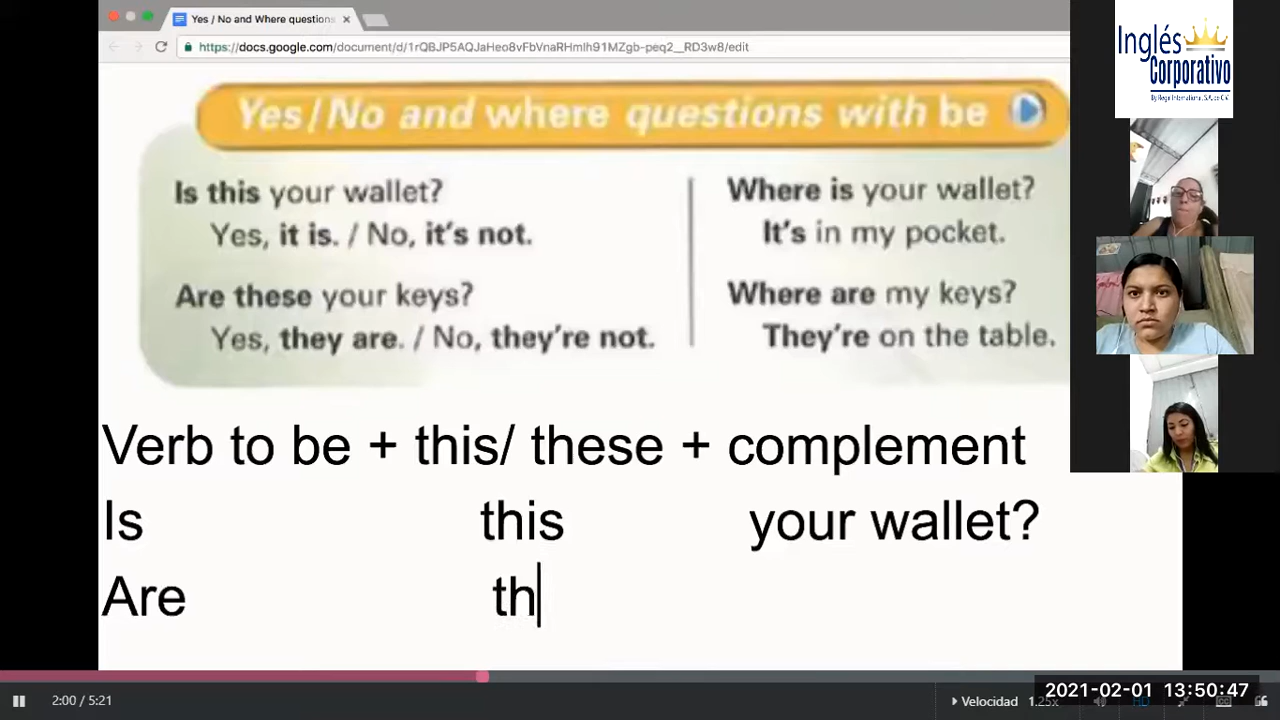 Yes / No and Where questions
https://docs.google.com/document/d/1rQBJP5AQJaHeo8vFbVnaRHmIh91MZgb-peq2__RD3w8/edit
Inglés
Corporativo
Yes/No and where questions with be
Is this your wallet?
Yes, it is. / No, it's not.
Are these your keys?
Yes, they are. / No, they're not.
Where is your wallet?
It's in my pocket.
Where are my keys?
They're on the table.
Verb to be + this/ these + complement
Is this your wallet?
Are th
2:00 / 5:21
Velocidad 1.25x
HD
2021-02-01 13:50:47